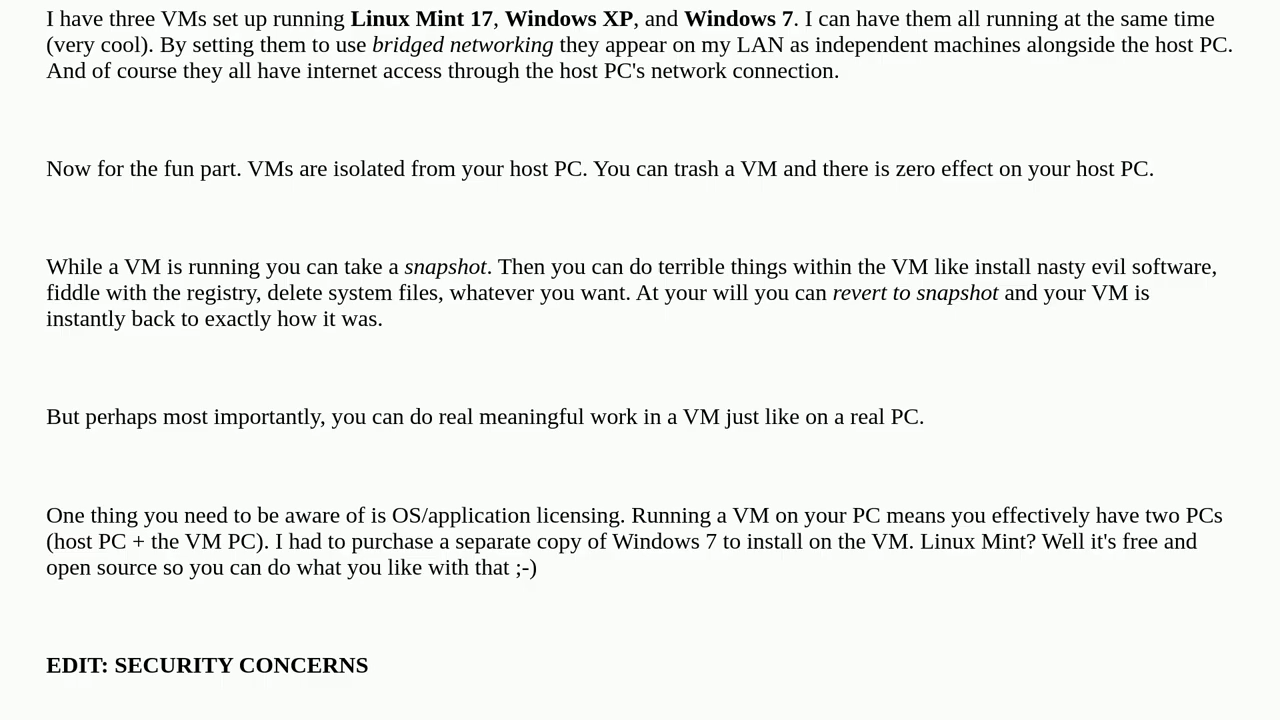 I have three VMs set up running Linux Mint 17, Windows XP, and Windows 7. I can have them all running at the same time
(very cool). By setting them to use bridged networking they appear on my LAN as independent machines alongside the host PC.
And of course they all have internet access through the host PC's network connection.
Now for the fun part. VMs are isolated from your host PC. You can trash a VM and there is zero effect on your host PC.
While a VM is running you can take a snapshot. Then you can do terrible things within the VM like install nasty evil software,
fiddle with the registry, delete system files, whatever you want. At your will you can revert to snapshot and your VM is
instantly back to exactly how it was.
But perhaps most importantly, you can do real meaningful work in a VM just like on a real PC.
One thing you need to be aware of is OS/application licensing. Running a VM on your PC means you effectively have two PCs
(host PC + the VM PC). I had to purchase a separate copy of Windows 7 to install on the VM. Linux Mint? Well it's free and
open source so you can do what you like with that ;-)
EDIT: SECURITY CONCERNS